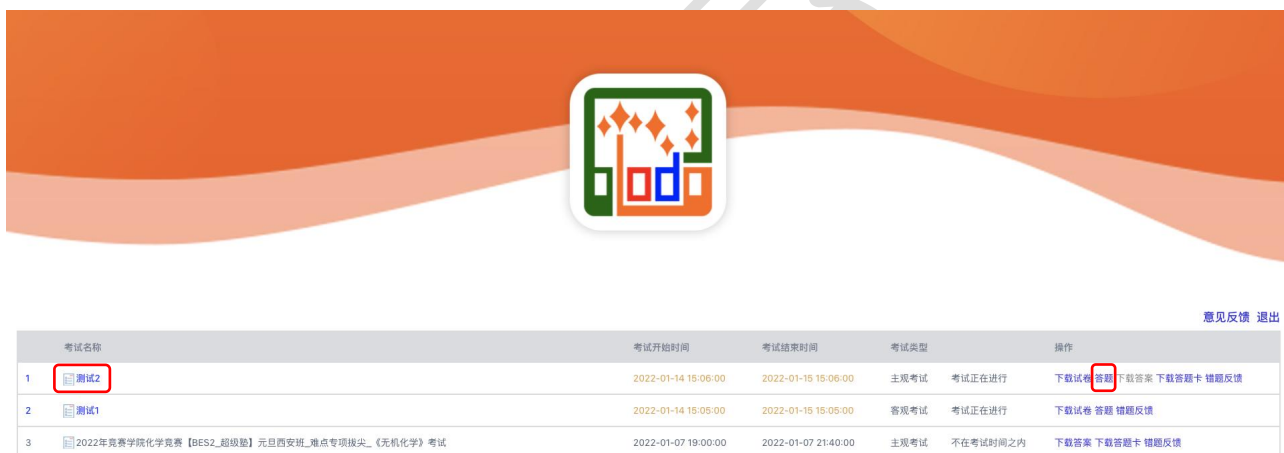 意见反馈 退出
考试名称 考试开始时间 考试结束时间 考试类型 操作
1 测试2 2022-01-14 15:06:00 2022-01-15 15:06:00 主观考试 考试正在进行 下载试卷 答题 下载答案 下载答题卡 错题反馈
2 测试1 2022-01-14 15:05:00 2022-01-15 15:05:00 客观考试 考试正在进行 下载试卷 答题 错题反馈
3 2022年竞赛学院化学竞赛【BES2_超级塾】元旦西安班_难点专项拔尖_《无机化学》考试 2022-01-07 19:00:00 2022-01-07 21:40:00 主观考试 不在考试时间之内 下载答案 下载答题卡 错题反馈